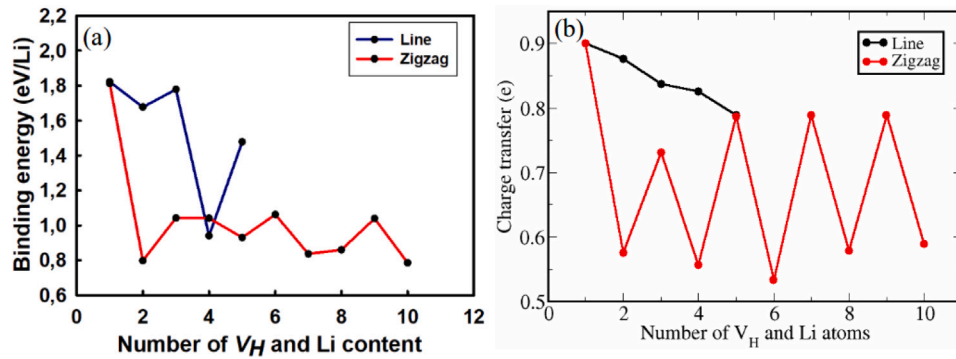 (a)
Line
Zigzag
2,2
2,0
1,8
1,6
1,4
1,2
1,0
0,8
0,6
Binding energy (eV/Li)
0 2 4 6 8 10 12
Number of VH and Li content
(b)
Line
Zigzag
0.9
0.8
0.7
0.6
0.5
Charge transfer (e)
0 2 4 6 8 10
Number of VH and Li atoms